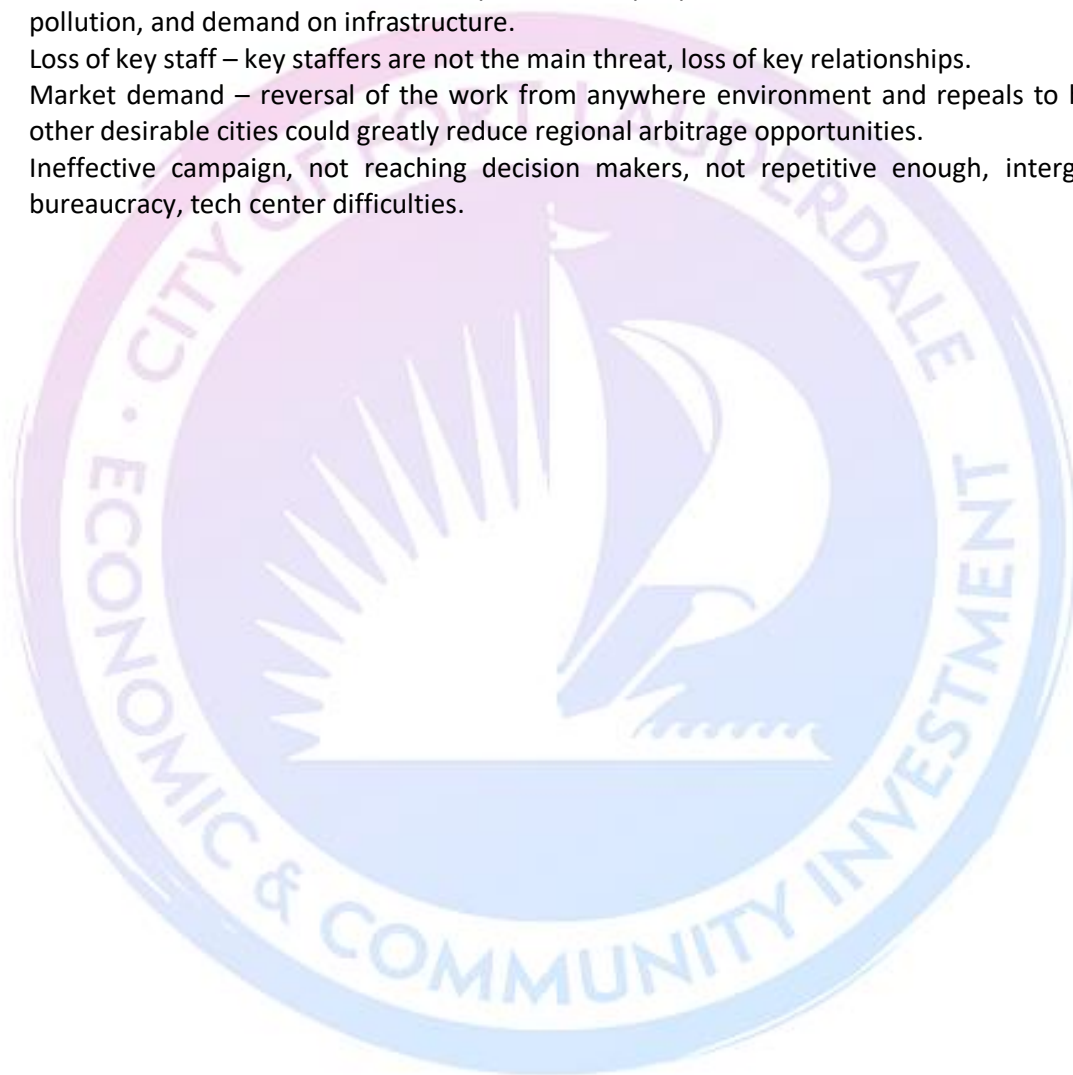 pollution, and demand on infrastructure.
Loss of key staff – key staffers are not the main threat, loss of key relationships.
Market demand – reversal of the work from anywhere environment and repeals to
other desirable cities could greatly reduce regional arbitrage opportunities.
Ineffective campaign, not reaching decision makers, not repetitive enough,
bureaucracy, tech center difficulties.
• CITY OF FORT LAUDERDALE
ECONOMIC & COMMUNITY INVESTMENT